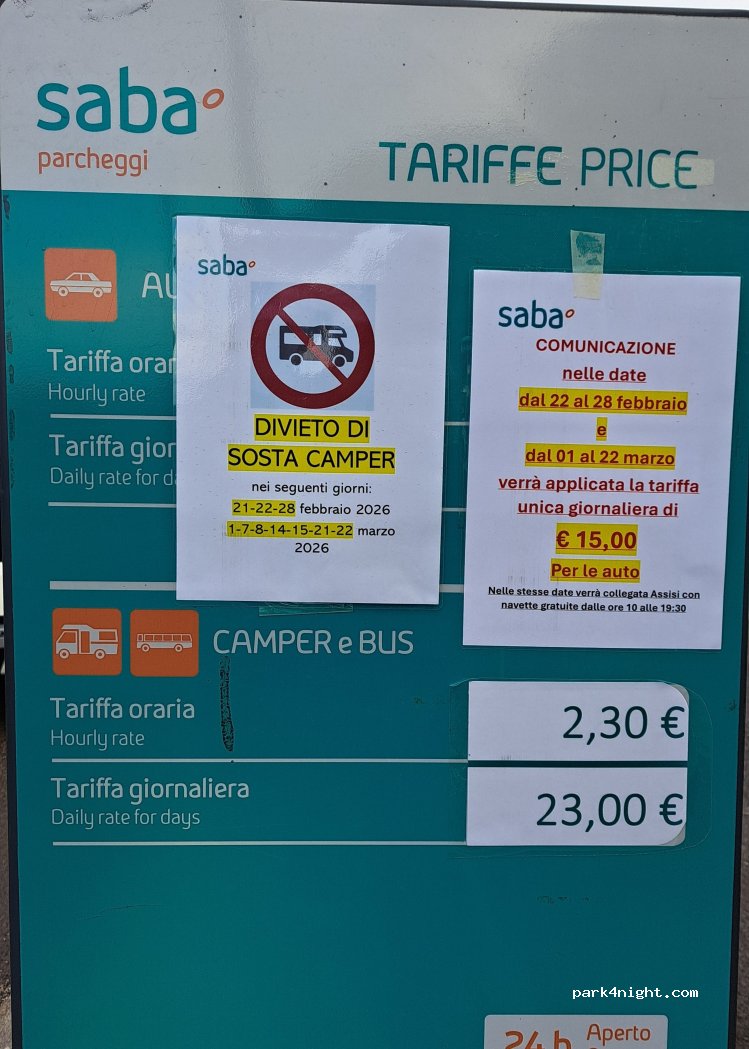 saba
parcheggi
TARIFFE PRICE
Tariffa
Hourly rate
Tariffa
Daily rate for
saba
DIVIETO DI
SOSTA CAMPER
nei seguenti giorni:
21-22-28 febbraio 2026
1-7-8-14-15-21-22 marzo
2026
saba
COMUNICAZIONE
nelle date
dal 22 al 28 febbraio
e
dal 01 al 22 marzo
verrà applicata la tariffa
unica giornaliera di
€ 15,00
Per le auto
Nelle stesse date verrà collegata Assisi con
navette gratuite dalle ore 10 alle 19:30
CAMPER e BUS
Tariffa oraria
Hourly rate
2,30 €
Tariffa giornaliera
Daily rate for days
23,00 €
park4night.com
24 h Aperto